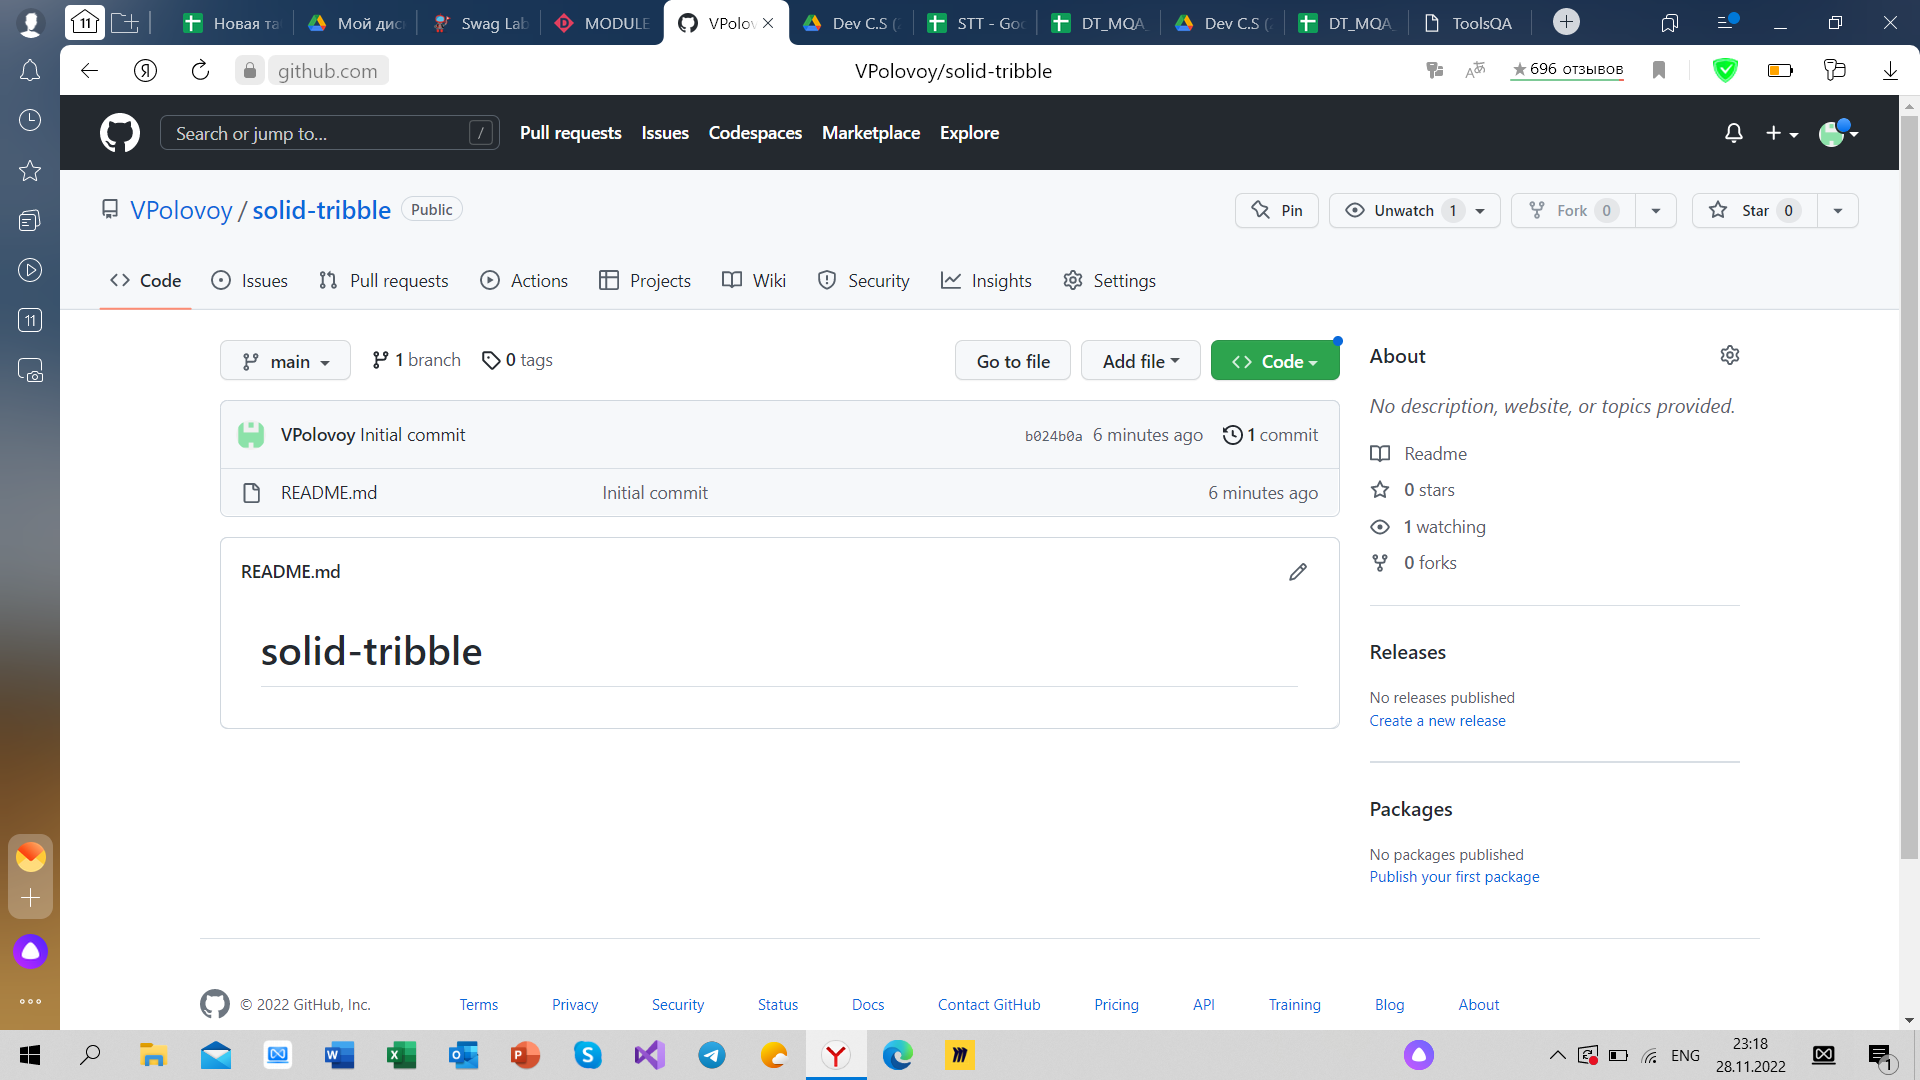 11
Новая та
Мой дис
Swag Lab
MODULE
VPolov
Dev C.S (
STT - Goo
DT_MQA_
Dev C.S (
DT_MQA_
ToolsQA
Я
github.com
VPolovoy/solid-tribble
696 отзывов
Search or jump to...
/
Pull requests
Issues
Codespaces
Marketplace
Explore
VPolovoy / solid-tribble
Public
Pin
Unwatch 1
Fork 0
Star 0
Code
Issues
Pull requests
Actions
Projects
Wiki
Security
Insights
Settings
11
main
1 branch
0 tags
Go to file
Add file
Code
VPolovoy Initial commit
b024b0a 6 minutes ago
1 commit
README.md
Initial commit
6 minutes ago
README.md
solid-tribble
About
No description, website, or topics provided.
Readme
0 stars
1 watching
0 forks
Releases
No releases published
Create a new release
Packages
No packages published
Publish your first package
© 2022 GitHub, Inc.
Terms
Privacy
Security
Status
Docs
Contact GitHub
Pricing
API
Training
Blog
About
ENG
23:18
28.11.2022
1